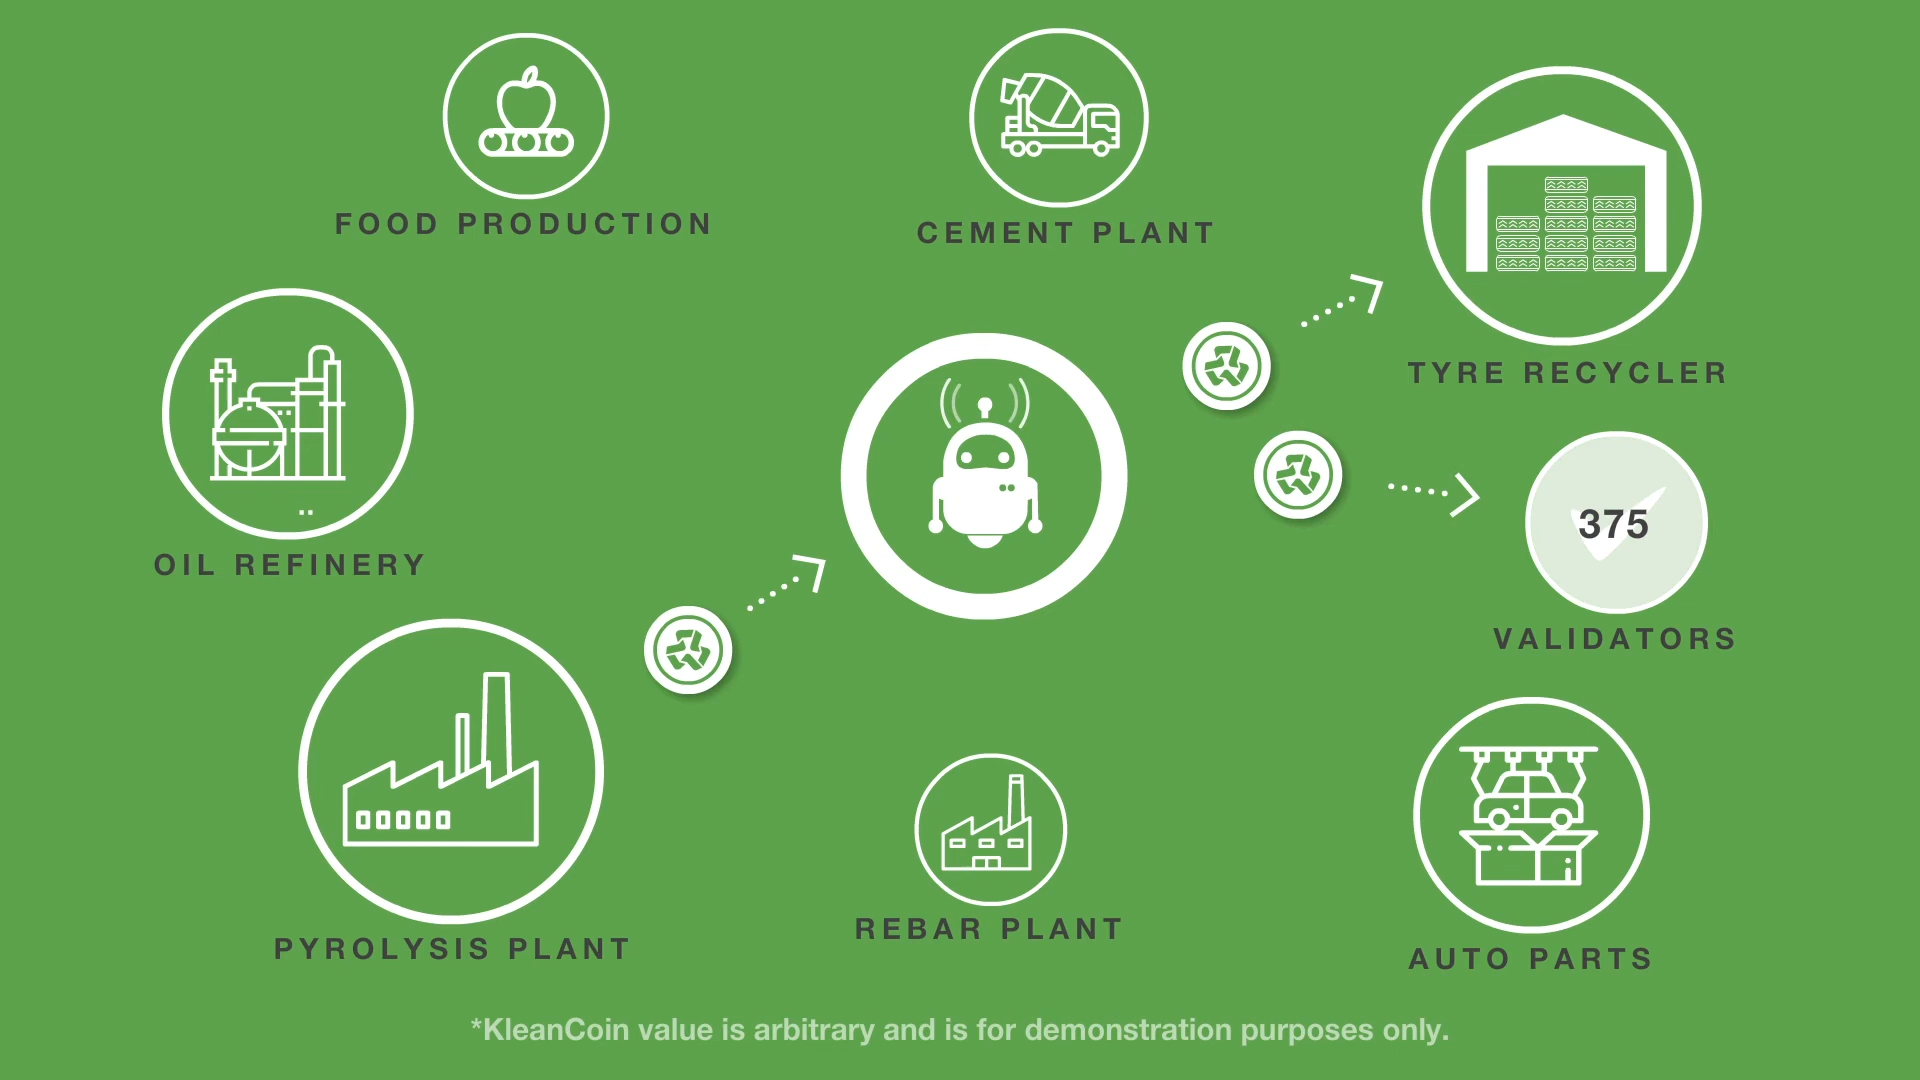 FOOD PRODUCTION
CEMENT PLANT
TYRE RECYCLER
OIL REFINERY
375
VALIDATORS
PYROLYSIS PLANT
REBAR PLANT
AUTO PARTS
*KleanCoin value is arbitrary and is for demonstration purposes only.